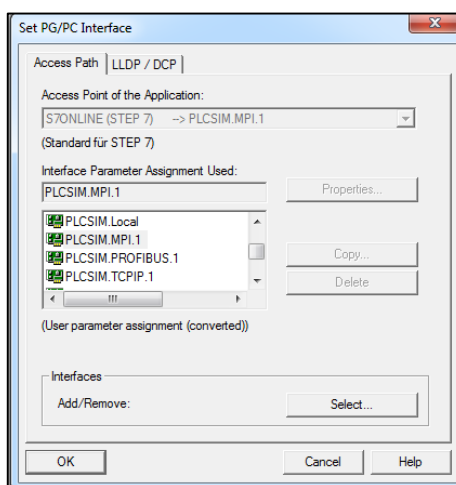 Set PG/PC Interface
Access Path LLDP / DCP
Access Point of the Application:
S7ONLINE (STEP 7) --> PLCSIM.MPI.1
(Standard für STEP 7)
Interface Parameter Assignment Used:
PLCSIM.MPI.1
Properties...
PLCSIM.Local
PLCSIM.MPI.1
PLCSIM.PROFIBUS.1
PLCSIM.TCPIP.1
Copy...
Delete
(User parameter assignment (converted))
Interfaces
Add/Remove:
Select...
OK
Cancel
Help